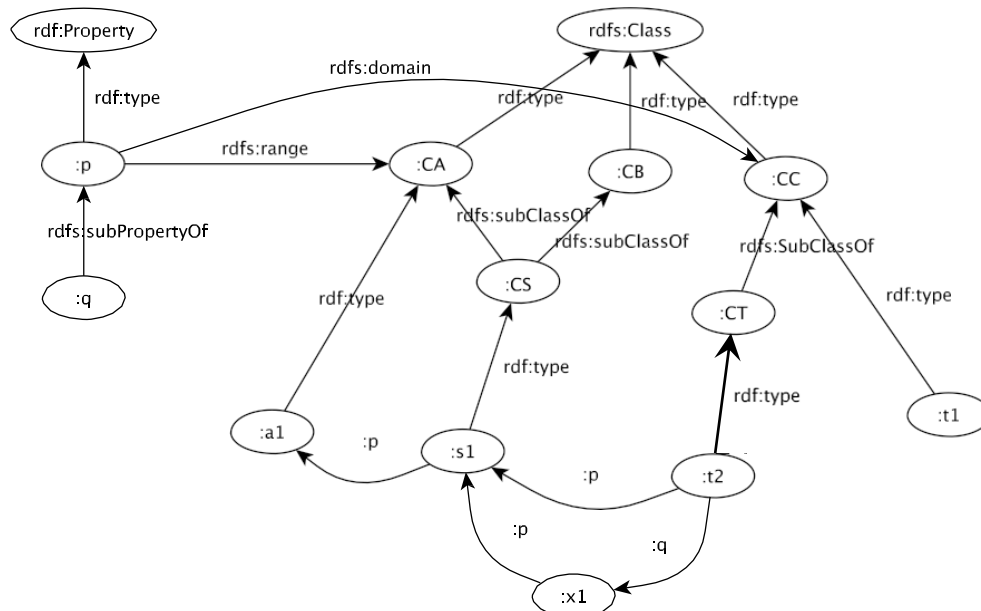 rdf:Property
rdfs:Class
rdfs:domain
rdf:type
rdf:type
rdf:type
rdf:type
rdfs:range
:p
:CA
:CB
:CC
rdfs:subClassOf
rdfs:subPropertyOf
rdfs:subClassOf
rdfs:SubClassOf
:q
:CS
rdf:type
rdf:type
:CT
rdf:type
rdf:type
:a1
:p
:s1
:t1
:p
:t2
:p
:q
:x1